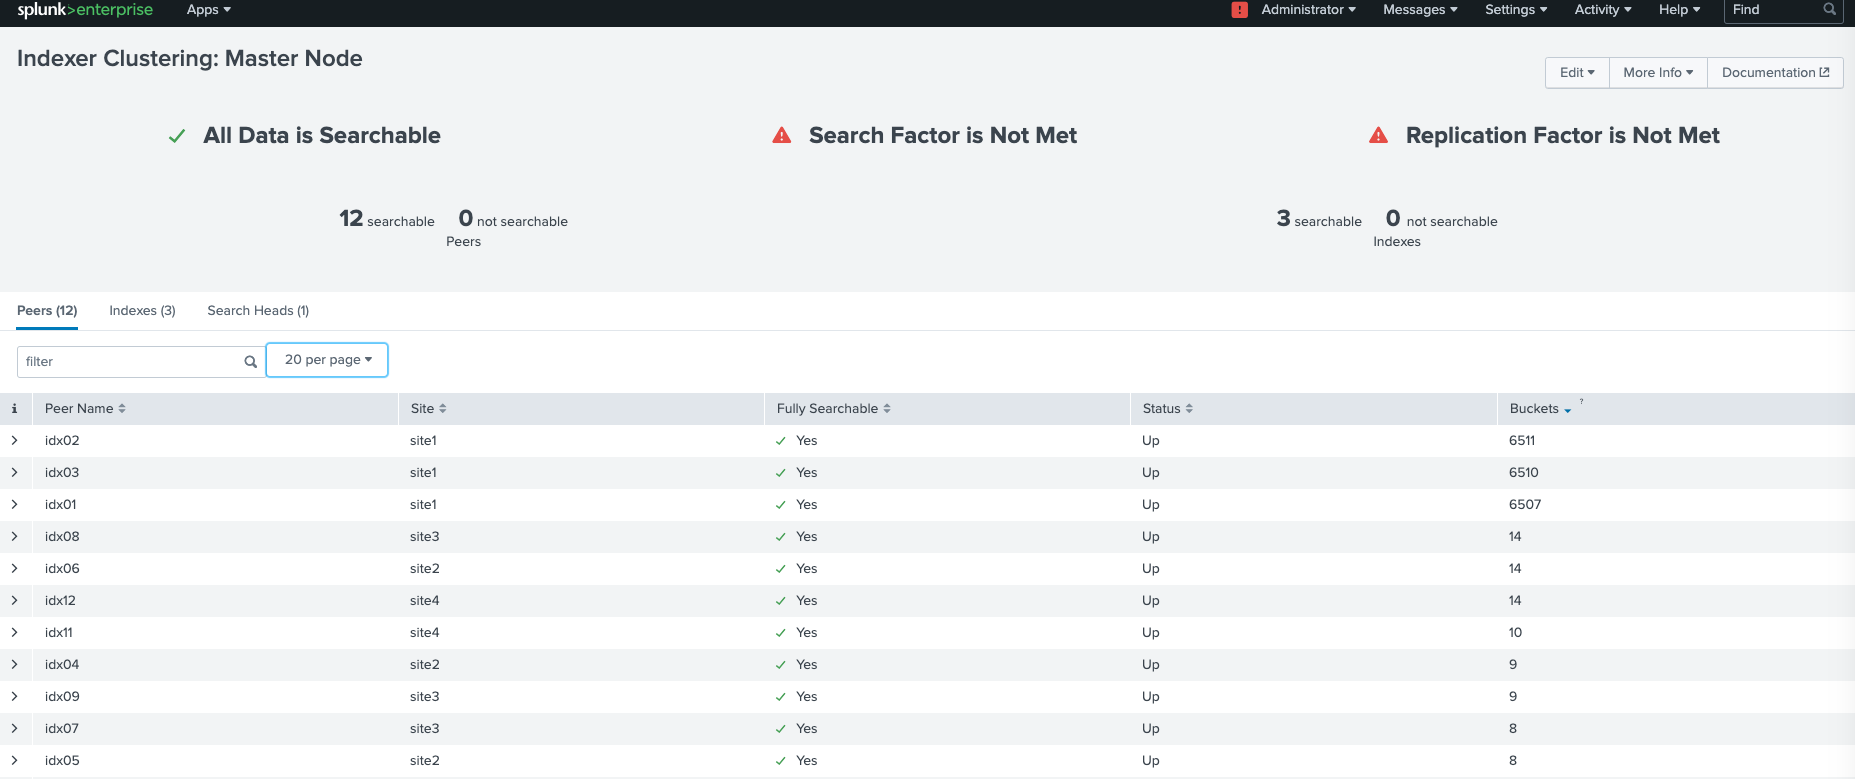 splunk>enterprise Apps Administrator Messages Settings Activity Help Find
Indexer Clustering: Master Node
Edit More Info Documentation
All Data is Searchable Search Factor is Not Met Replication Factor is Not Met
12 searchable 0 not searchable 3 searchable 0 not searchable
Peers Indexes
Peers (12) Indexes (3) Search Heads (1)
filter 20 per page
i Peer Name Site Fully Searchable Status Buckets ?
idx02 site1 Yes Up 6511
idx03 site1 Yes Up 6510
idx01 site1 Yes Up 6507
idx08 site3 Yes Up 14
idx06 site2 Yes Up 14
idx12 site4 Yes Up 14
idx11 site4 Yes Up 10
idx04 site2 Yes Up 9
idx09 site3 Yes Up 9
idx07 site3 Yes Up 8
idx05 site2 Yes Up 8